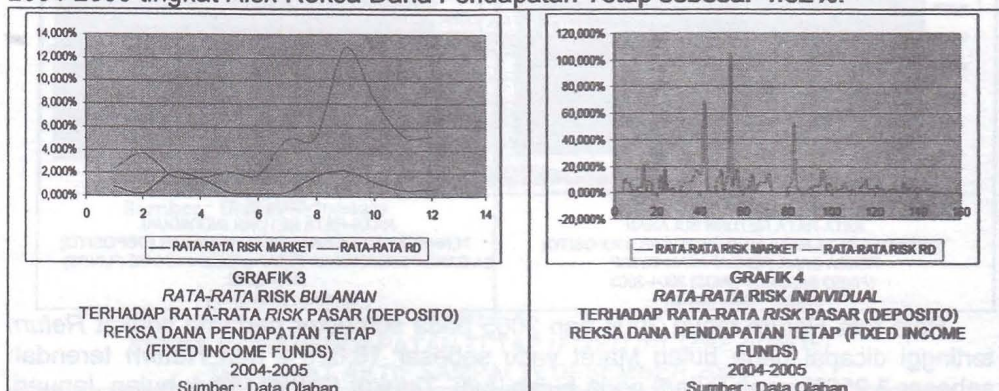 2004-2005 tingkat Risk Reksa Dana Pendapatan Tetap sebesar 4.82%.
14,000%
12,000%
10,000%
8,000%
6,000%
4,000%
2,000%
0,000%
0 2 4 6 8 10 12 14
RATA-RATA RISK MARKET RATA-RATA RD
GRAFIK 3
RATA-RATA RISK BULANAN
TERHADAP RATA-RATA RISK PASAR (DEPOSITO)
REKSA DANA PENDAPATAN TETAP
(FIXED INCOME FUNDS)
2004-2005
Sumber : Data Olahan
120,000%
100,000%
80,000%
60,000%
40,000%
20,000%
0,000%
-20,000%
0 20 40 60 80 100 120 140 160
RATA-RATA RISK MARKET RATA-RATA RISK RD
GRAFIK 4
RATA-RATA RISK INDIVIDUAL
TERHADAP RATA-RATA RISK PASAR (DEPOSITO)
REKSA DANA PENDAPATAN TETAP (FIXED INCOME
FUNDS)
2004-2005
Sumber : Data Olahan